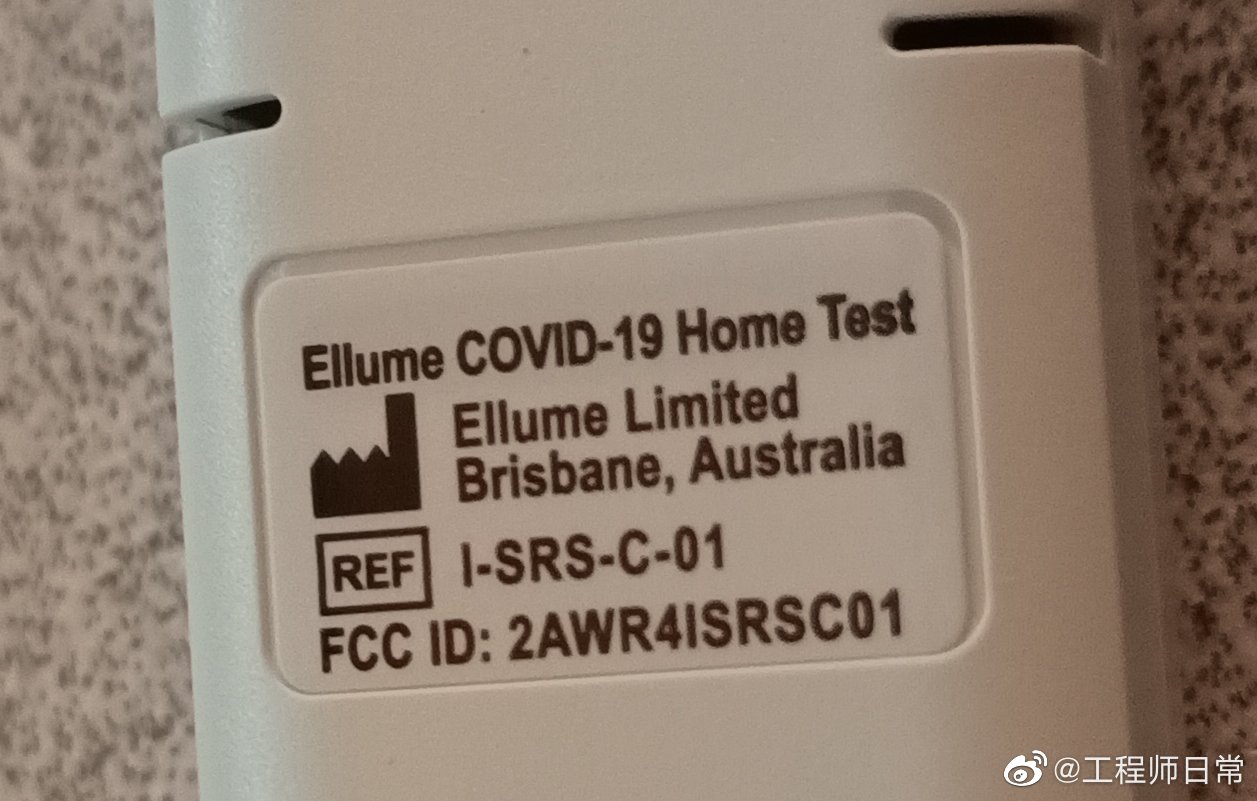 Ellume COVID-19 Home Test
Ellume Limited
Brisbane, Australia
REF I-SRS-C-01
FCC ID: 2AWR4ISRSC01
@工程师日常